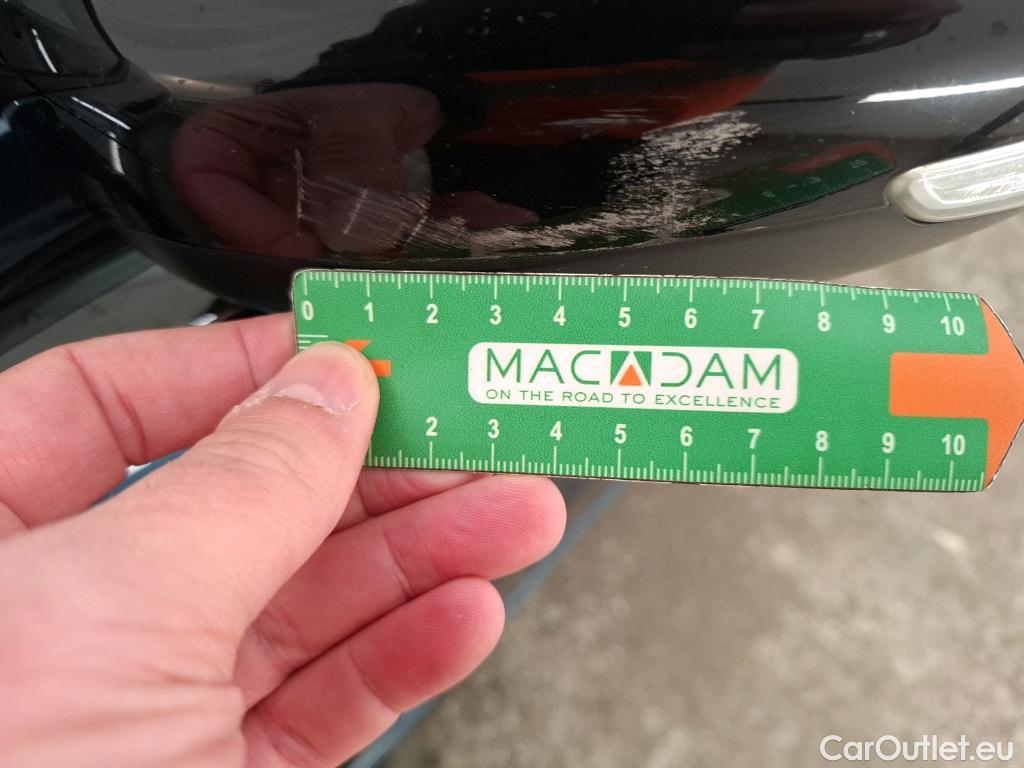 0 1 2 3 4 5 6 7 8 9 10
MACADAM
ON THE ROAD TO EXCELLENCE
2 3 4 5 6 7 8 9 10
CarOutlet.eu